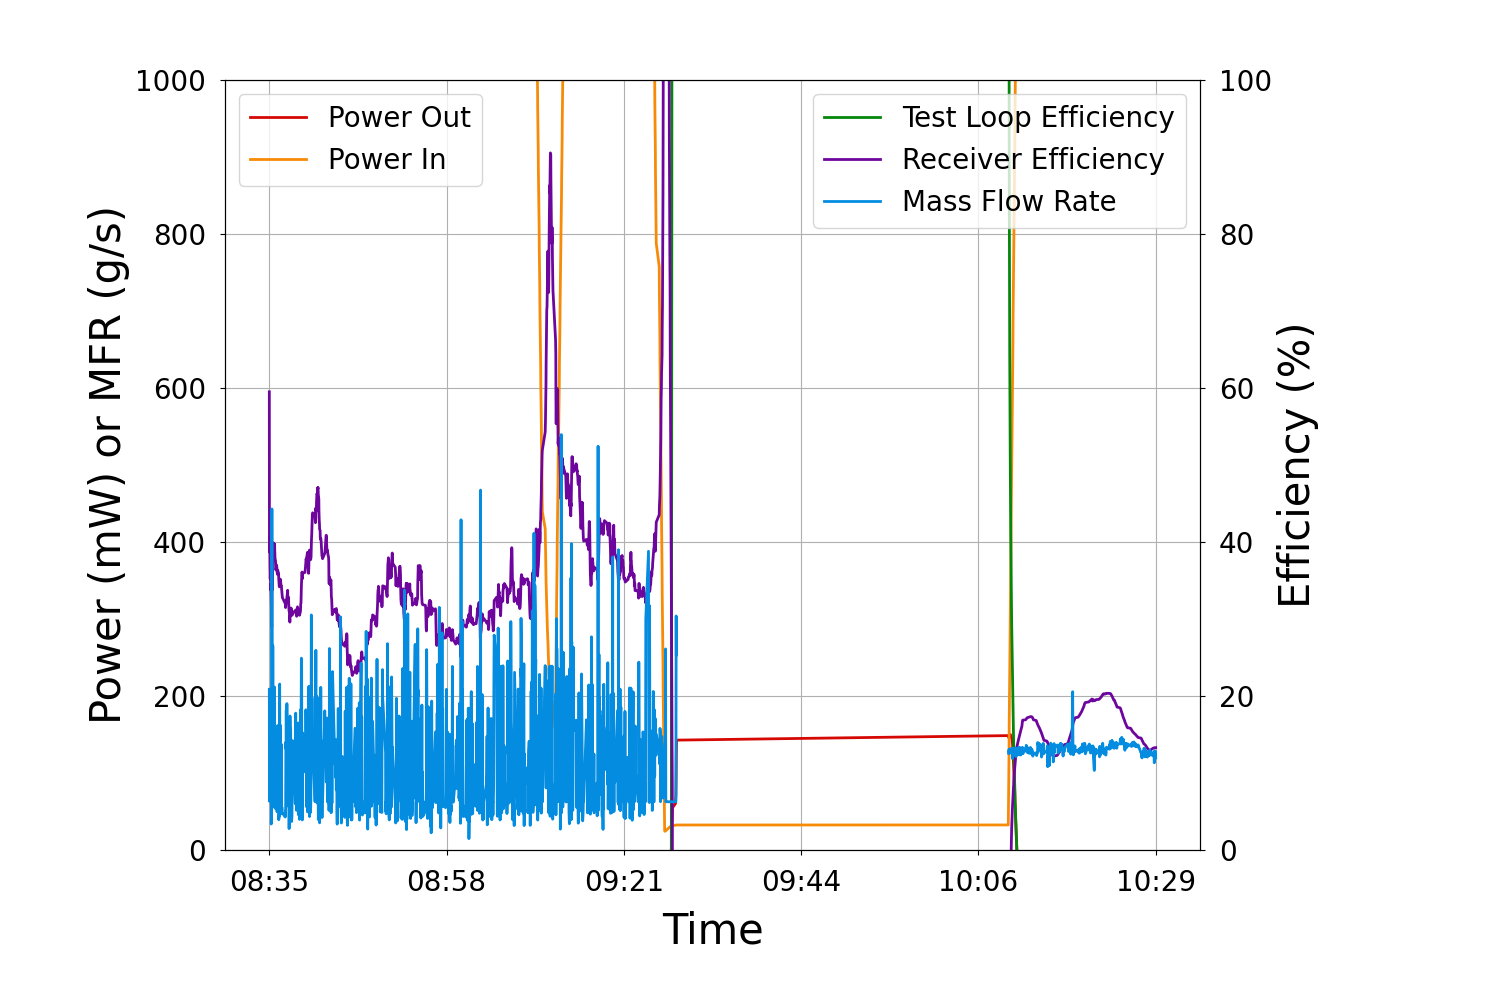 1000
800
600
400
200
0
Power (mW) or MFR (g/s)
Power Out
Power In
Test Loop Efficiency
Receiver Efficiency
Mass Flow Rate
100
80
60
40
20
0
Efficiency (%)
08:35 08:58 09:21 09:44 10:06 10:29
Time